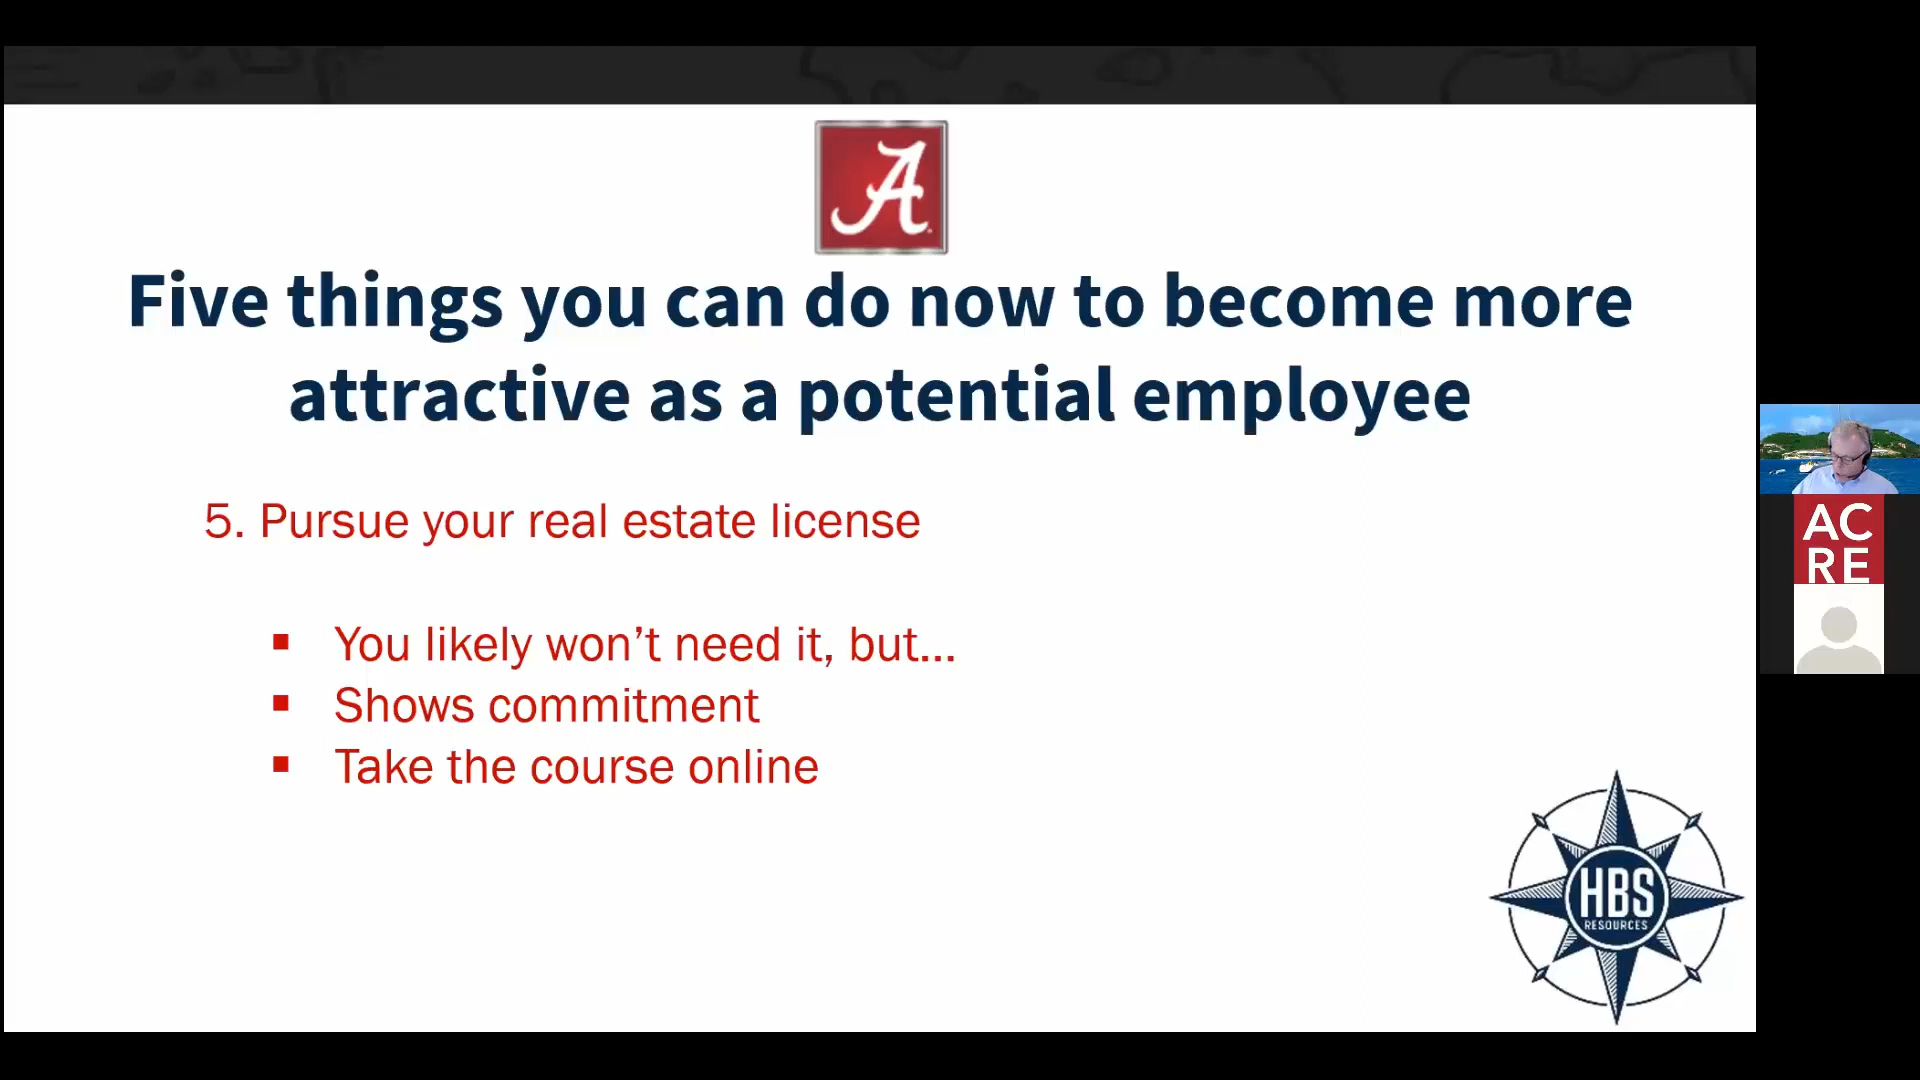 A
Five things you can do now to become more
attractive as a potential employee
5. Pursue your real estate license
▪ You likely won’t need it, but...
▪ Shows commitment
▪ Take the course online
HBS
RESOURCES
AC
RE